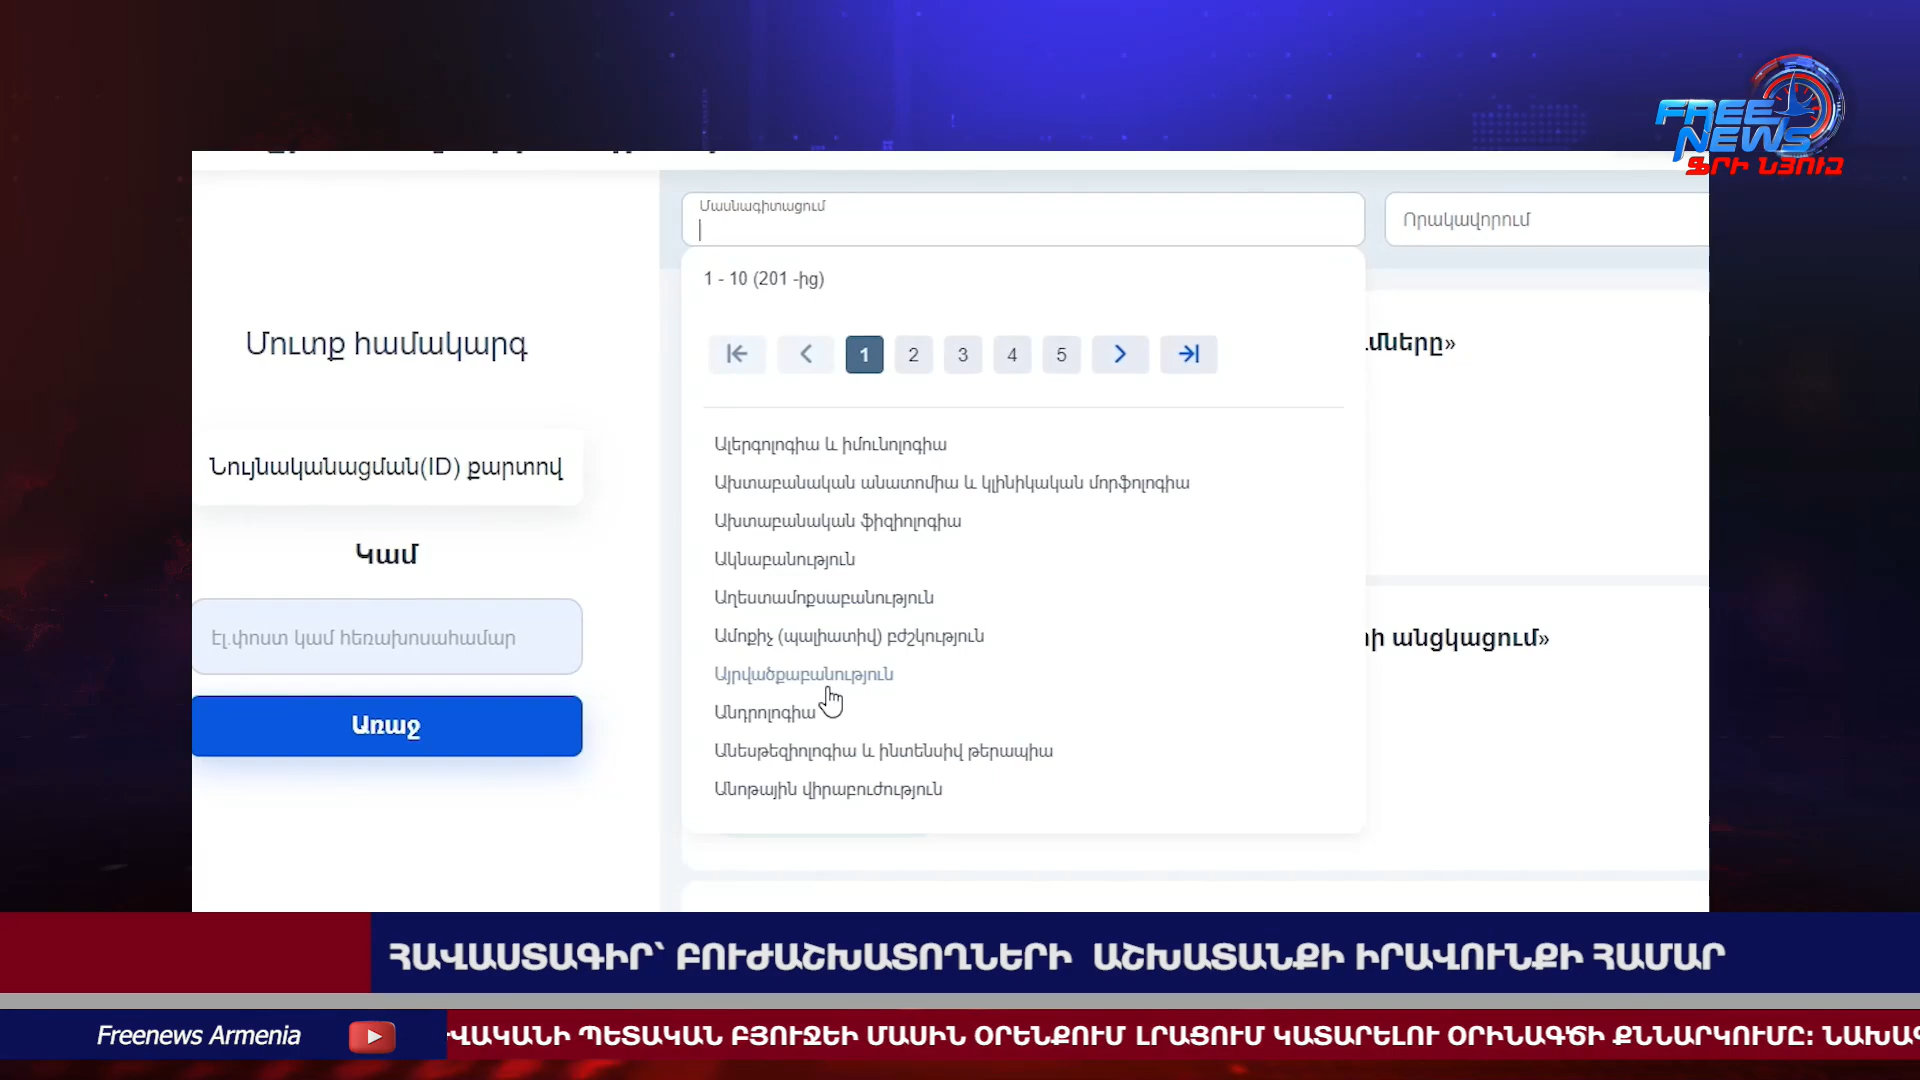 FREE
NEWS
ՖՐԻ ՆՅՈՒԶ
Մասնագիտացում
Որակավորում
1 - 10 (201 -ից)
Մուտք համակարգ
1
2
3
4
5
մները»
Ալերգոլոգիա և իմունոլոգիա
Նույնականացման(ID) քարտով
Ախտաբանական անատոմիա և կլինիկական մորֆոլոգիա
Ախտաբանական ֆիզիոլոգիա
Կամ
Ակնաբանություն
Աղեստամոքսաբանություն
Էլ.փոստ կամ հեռախոսահամար
Ամոքիչ (պալիատիվ) բժշկություն
ի անցկացում»
Այրվածքաբանություն
Անդրոլոգիա
Առաջ
Անեսթեզիոլոգիա և ինտենսիվ թերապիա
Անոթային վիրաբուժություն
ՀԱՎԱՍՏԱԳԻՐ՝ ԲՈՒԺԱՇԽԱՏՈՂՆԵՐԻ ԱՇԽԱՏԱՆՔԻ ԻՐԱՎՈՒՆՔԻ ՀԱՄԱՐ
Freenews Armenia
ՎԱԿԱՆԻ ՊԵՏԱԿԱՆ ԲՅՈՒՋԵԻ ՄԱՍԻՆ ՕՐԵՆՔՈՒՄ ԼՐԱՑՈՒՄ ԿԱՏԱՐԵԼՈՒ ՕՐԻՆԱԳԾԻ ՔՆՆԱՐԿՈՒՄԸ: ՆԱԽԱԳ